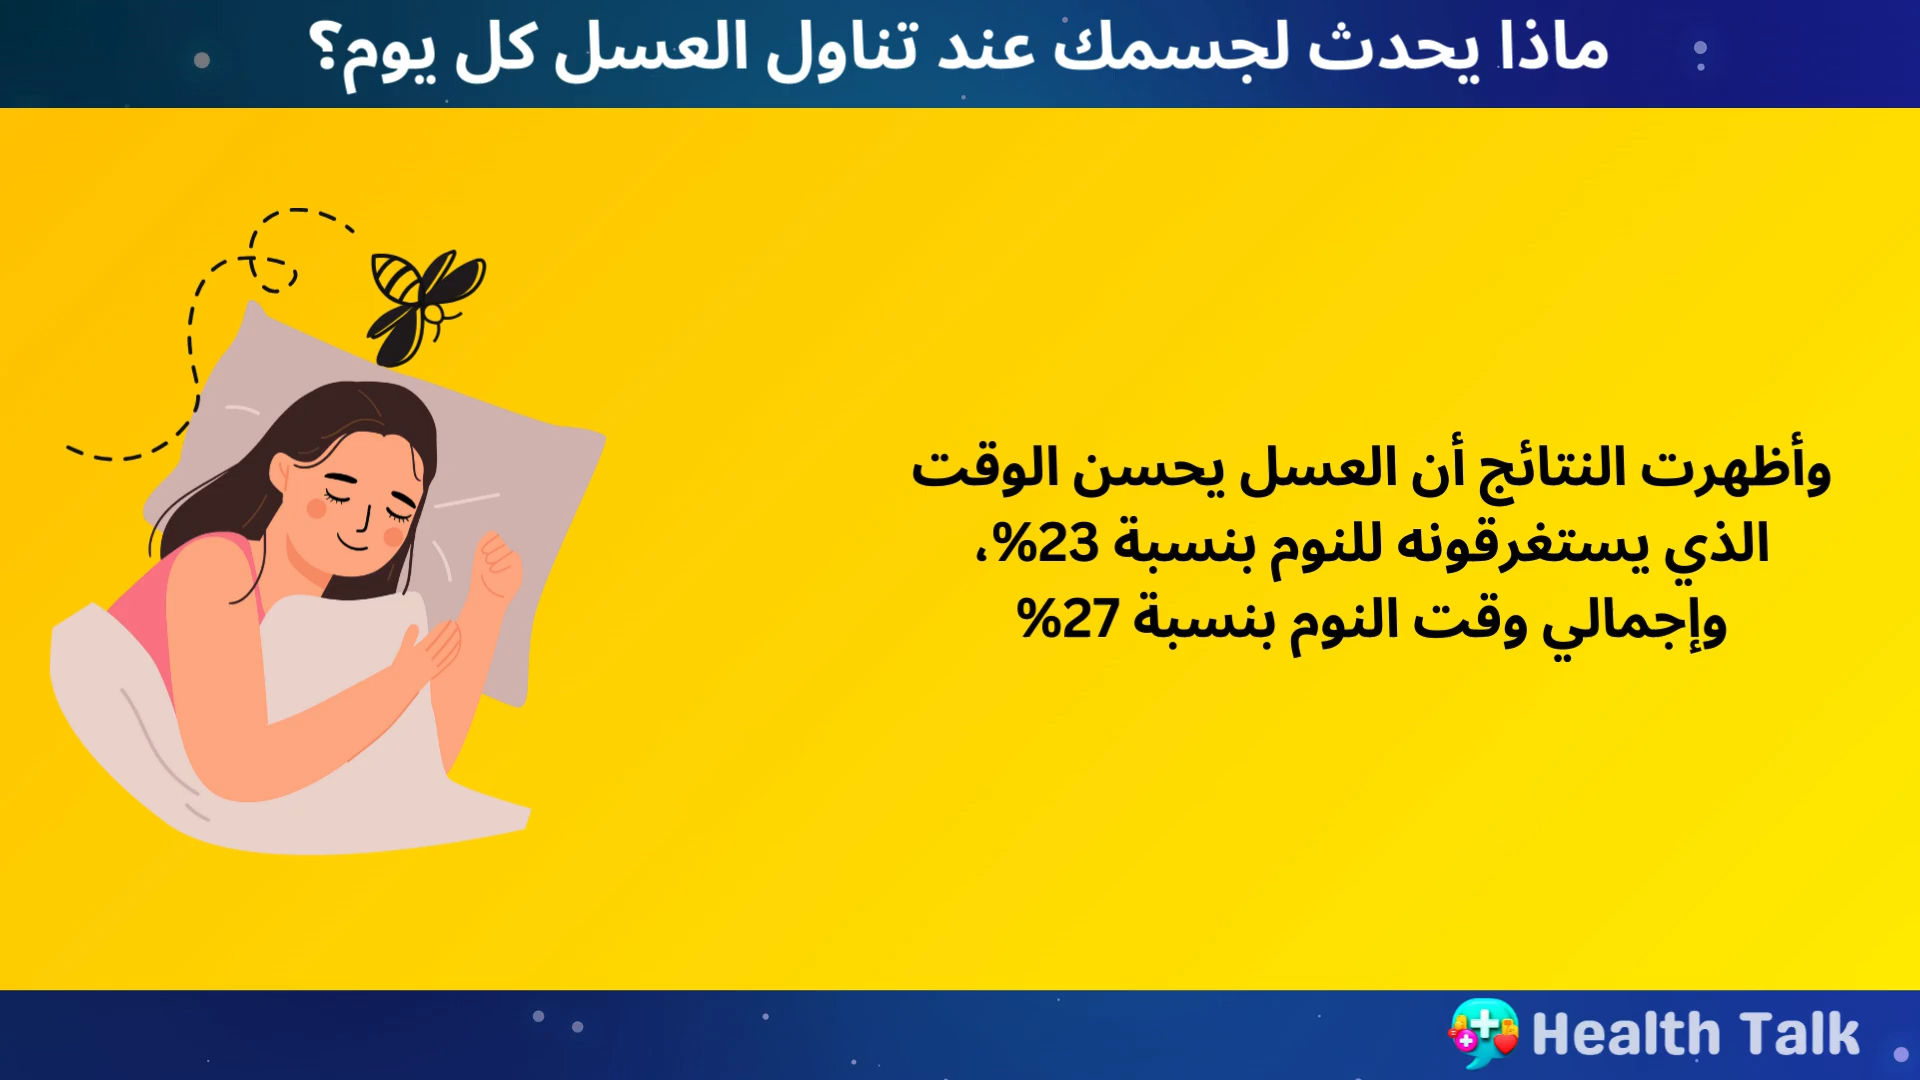 ماذا يحدث لجسمك عند تناول العسل كل يوم؟
وأظهرت النتائج أن العسل يحسن الوقت
الذي يستغرقونه للنوم بنسبة 23%،
وإجمالي وقت النوم بنسبة 27%
Health Talk